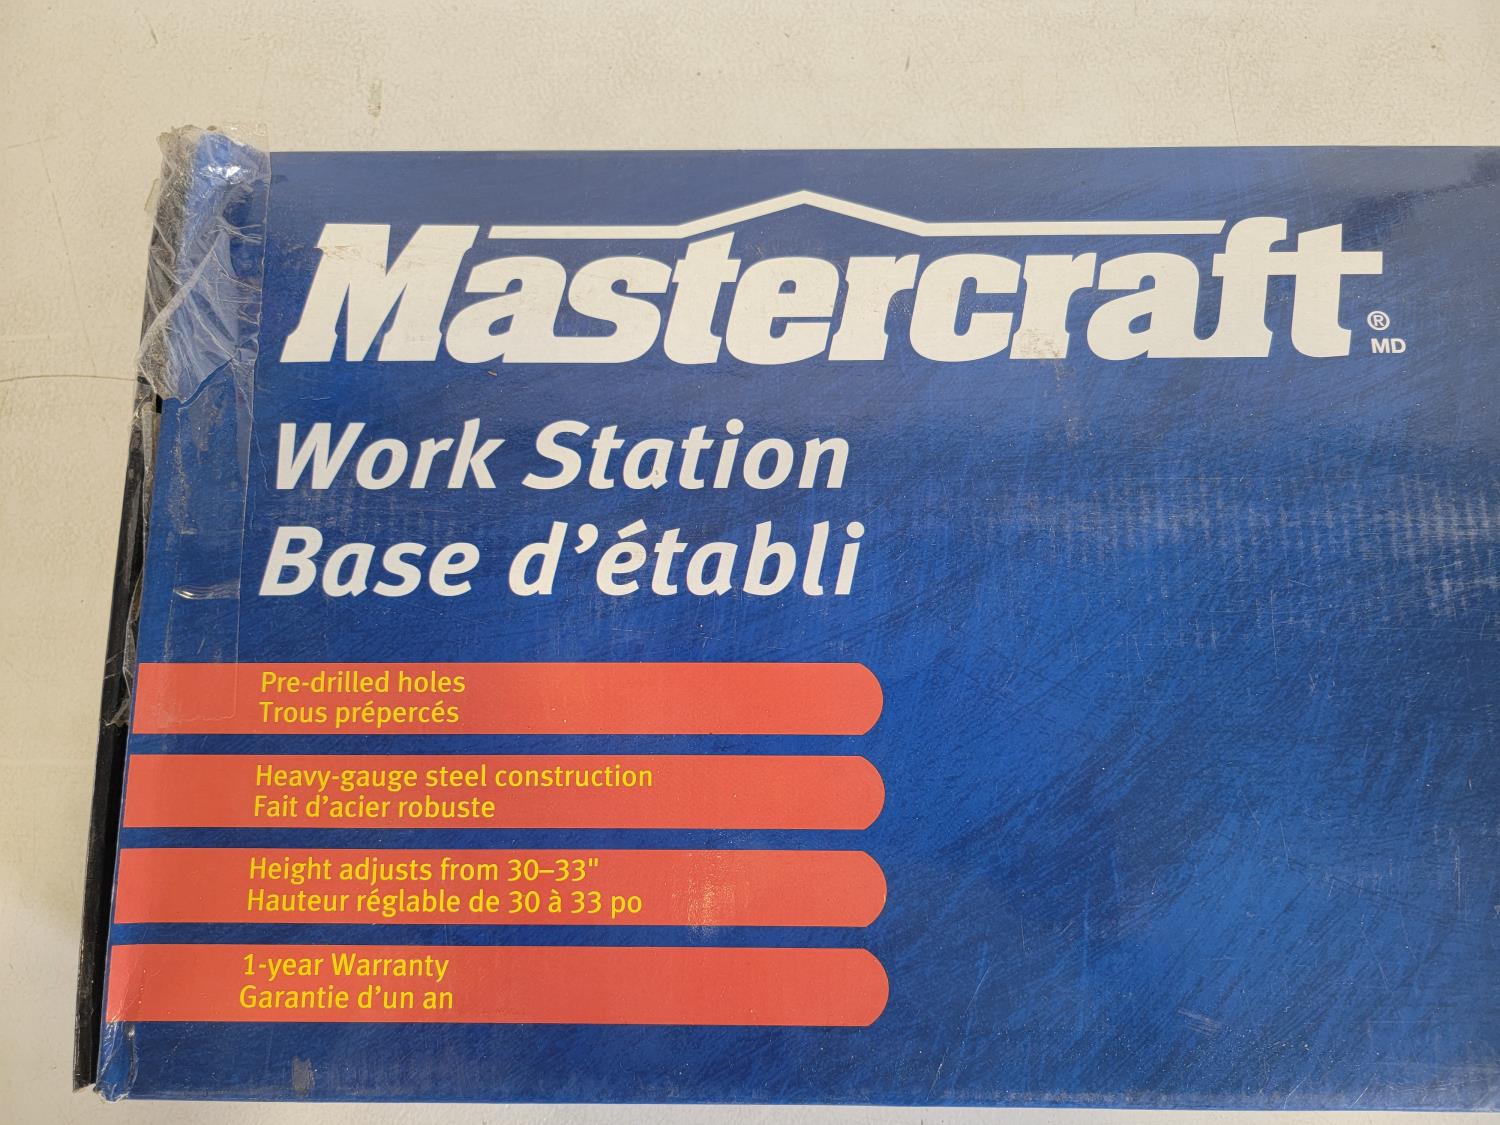 Mastercraft ®
MD
Work Station
Base d’établi
Pre-drilled holes
Trous prépercés
Heavy-gauge steel construction
Fait d’acier robuste
Height adjusts from 30–33"
Hauteur réglable de 30 à 33 po
1-year Warranty
Garantie d’un an